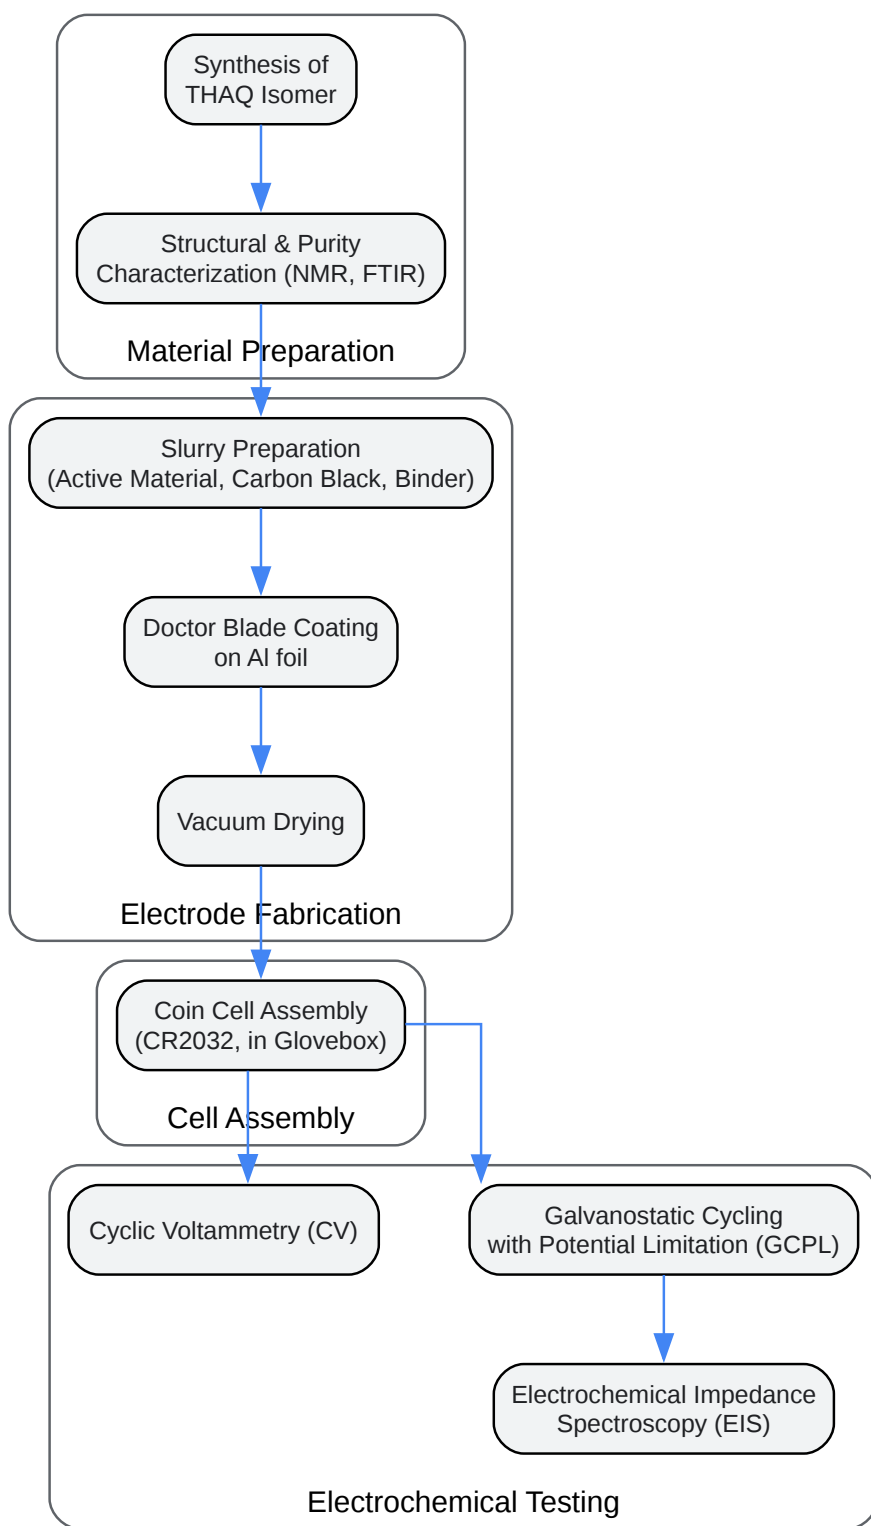 Synthesis of
THAQ Isomer
Structural & Purity
Characterization (NMR, FTIR)
Material Preparation
Slurry Preparation
(Active Material, Carbon Black, Binder)
Doctor Blade Coating
on Al foil
Vacuum Drying
Electrode Fabrication
Coin Cell Assembly
(CR2032, in Glovebox)
Cell Assembly
Cyclic Voltammetry (CV)
Galvanostatic Cycling
with Potential Limitation (GCPL)
Electrochemical Impedance
Spectroscopy (EIS)
Electrochemical Testing